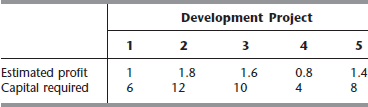 Development Project
1 2 3 4 5
Estimated profit 1 1.8 1.6 0.8 1.4
Capital required 6 12 10 4 8